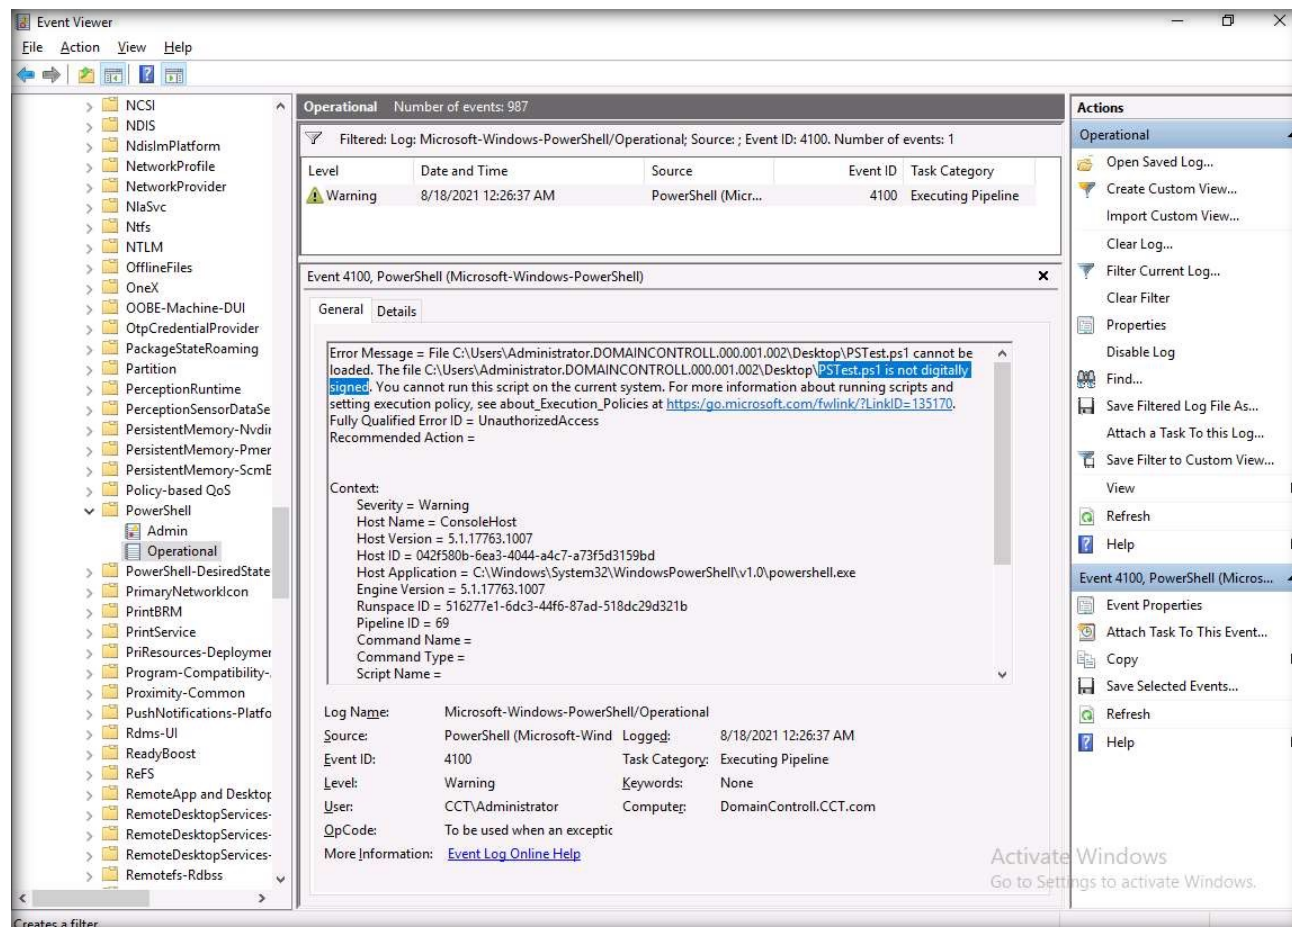 Event Viewer
File Action View Help
NCSI
NDIS
NdisImPlatform
NetworkProfile
NetworkProvider
NlaSvc
Ntfs
NTLM
OfflineFiles
OneX
OOBE-Machine-DUI
OtpCredentialProvider
PackageStateRoaming
Partition
PerceptionRuntime
PerceptionSensorDataSe
PersistentMemory-Nvdir
PersistentMemory-Pmer
PersistentMemory-ScmE
Policy-based QoS
PowerShell
Admin
Operational
PowerShell-DesiredState
PrimaryNetworkIcon
PrintBRM
PrintService
PriResources-Deploymer
Program-Compatibility-
Proximity-Common
PushNotifications-Platfo
Rdms-UI
ReadyBoost
ReFS
RemoteApp and Desktop
RemoteDesktopServices-
RemoteDesktopServices-
RemoteDesktopServices-
Remotefs-Rdbss
Operational Number of events: 987
Filtered: Log: Microsoft-Windows-PowerShell/Operational; Source: ; Event ID: 4100. Number of events: 1
Level Date and Time Source Event ID Task Category
Warning 8/18/2021 12:26:37 AM PowerShell (Micr... 4100 Executing Pipeline
Event 4100, PowerShell (Microsoft-Windows-PowerShell)
General Details
Error Message = File C:\Users\Administrator.DOMAINCONTROLL.000.001.002\Desktop\PSTest.ps1 cannot be
loaded. The file C:\Users\Administrator.DOMAINCONTROLL.000.001.002\Desktop\PSTest.ps1 is not digitally
signed. You cannot run this script on the current system. For more information about running scripts and
setting execution policy, see about_Execution_Policies at https:/go.microsoft.com/fwlink/?LinkID=135170.
Fully Qualified Error ID = UnauthorizedAccess
Recommended Action =
Context:
Severity = Warning
Host Name = ConsoleHost
Host Version = 5.1.17763.1007
Host ID = 042f580b-6ea3-4044-a4c7-a73f5d3159bd
Host Application = C:\Windows\System32\WindowsPowerShell\v1.0\powershell.exe
Engine Version = 5.1.17763.1007
Runspace ID = 516277e1-6dc3-44f6-87ad-518dc29d321b
Pipeline ID = 69
Command Name =
Command Type =
Script Name =
Log Name: Microsoft-Windows-PowerShell/Operational
Source: PowerShell (Microsoft-Wind Logged: 8/18/2021 12:26:37 AM
Event ID: 4100 Task Category: Executing Pipeline
Level: Warning Keywords: None
User: CCT\Administrator Computer: DomainControll.CCT.com
OpCode: To be used when an exceptic
More Information: Event Log Online Help
Actions
Operational
Open Saved Log...
Create Custom View...
Import Custom View...
Clear Log...
Filter Current Log...
Clear Filter
Properties
Disable Log
Find...
Save Filtered Log File As...
Attach a Task To this Log...
Save Filter to Custom View...
View
Refresh
Help
Event 4100, PowerShell (Micros...
Event Properties
Attach Task To This Event...
Copy
Save Selected Events...
Refresh
Help
Activate Windows
Go to Settings to activate Windows.
Creates a filter